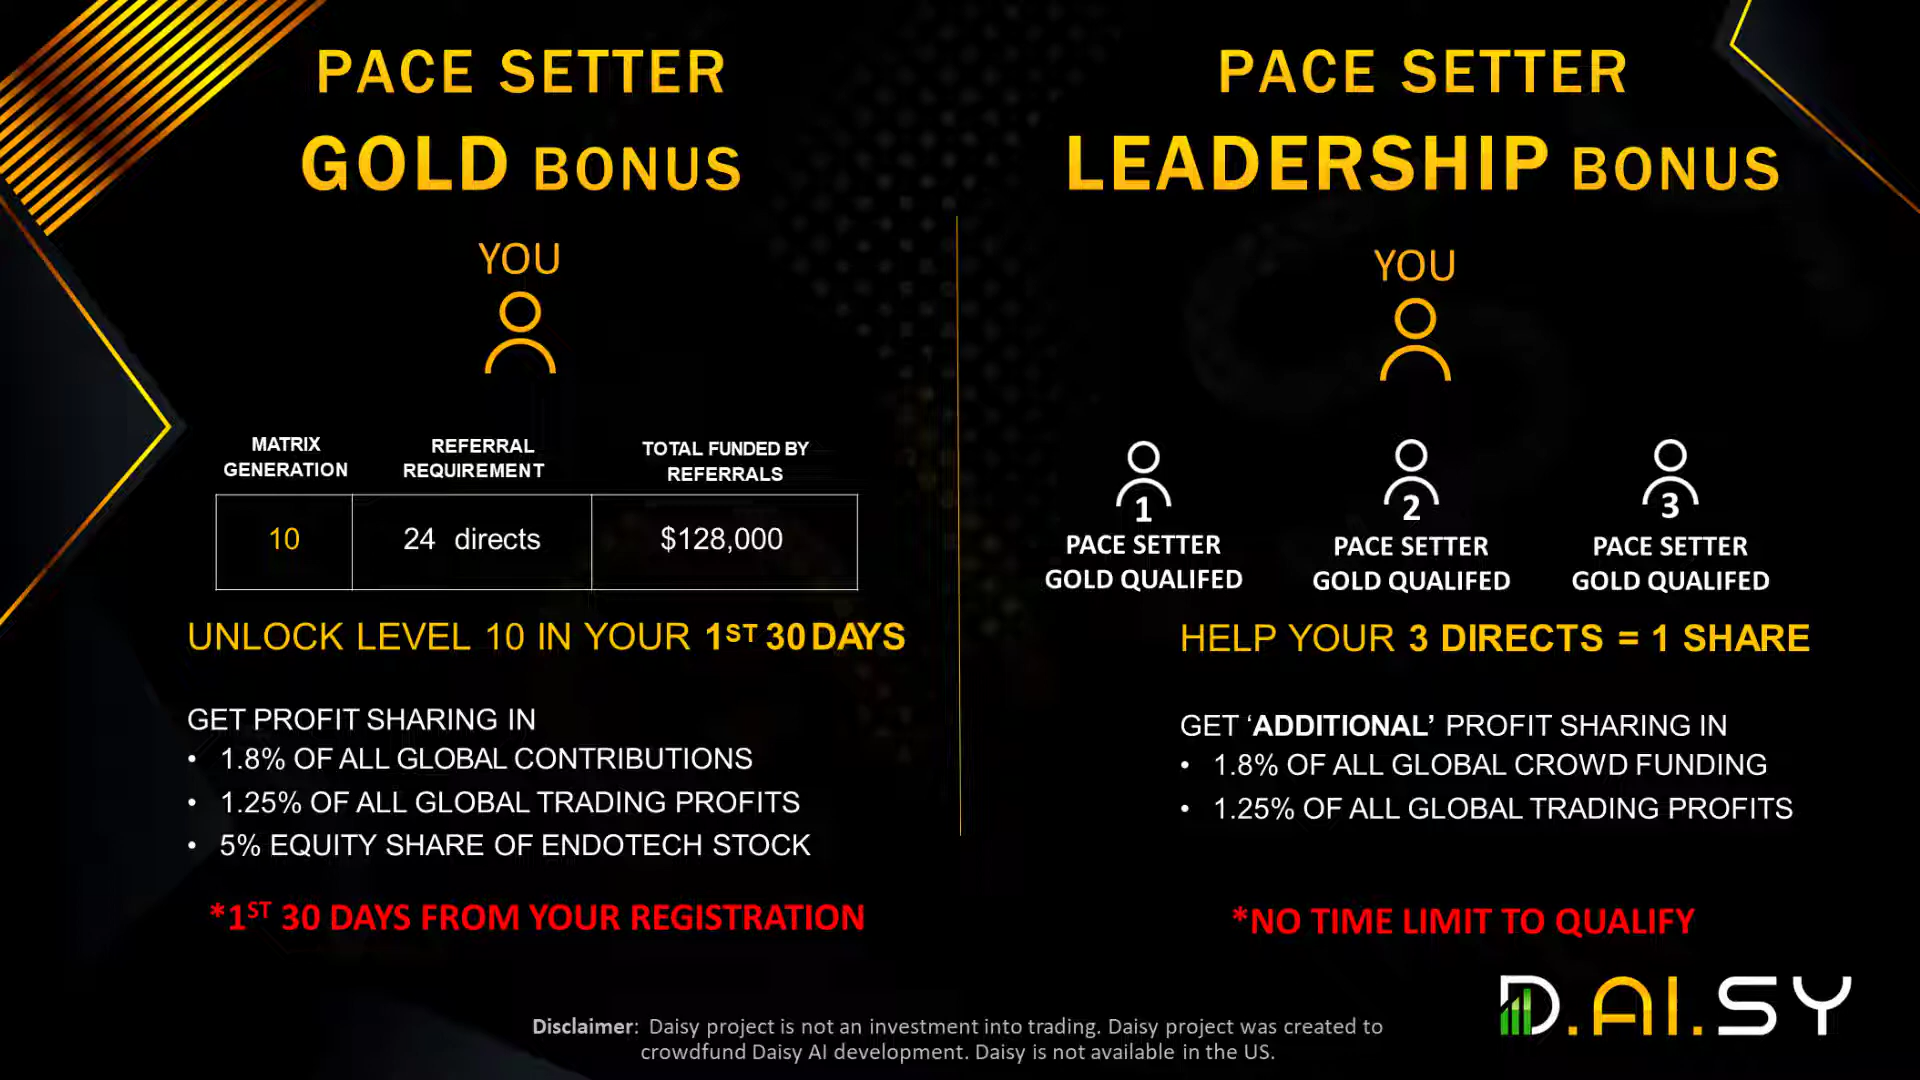 PACE SETTER
GOLD BONUS
YOU
MATRIX
GENERATION
REFERRAL
REQUIREMENT
TOTAL FUNDED BY
REFERRALS
10
24 directs
$128,000
UNLOCK LEVEL 10 IN YOUR 1ST 30 DAYS
GET PROFIT SHARING IN
• 1.8% OF ALL GLOBAL CONTRIBUTIONS
• 1.25% OF ALL GLOBAL TRADING PROFITS
• 5% EQUITY SHARE OF ENDOTECH STOCK
*1ST 30 DAYS FROM YOUR REGISTRATION
PACE SETTER
LEADERSHIP BONUS
YOU
1
PACE SETTER
GOLD QUALIFED
2
PACE SETTER
GOLD QUALIFED
3
PACE SETTER
GOLD QUALIFED
HELP YOUR 3 DIRECTS = 1 SHARE
GET ‘ADDITIONAL’ PROFIT SHARING IN
• 1.8% OF ALL GLOBAL CROWD FUNDING
• 1.25% OF ALL GLOBAL TRADING PROFITS
*NO TIME LIMIT TO QUALIFY
D.AI.SY
Disclaimer: Daisy project is not an investment into trading. Daisy project was created to
crowdfund Daisy AI development. Daisy is not available in the US.